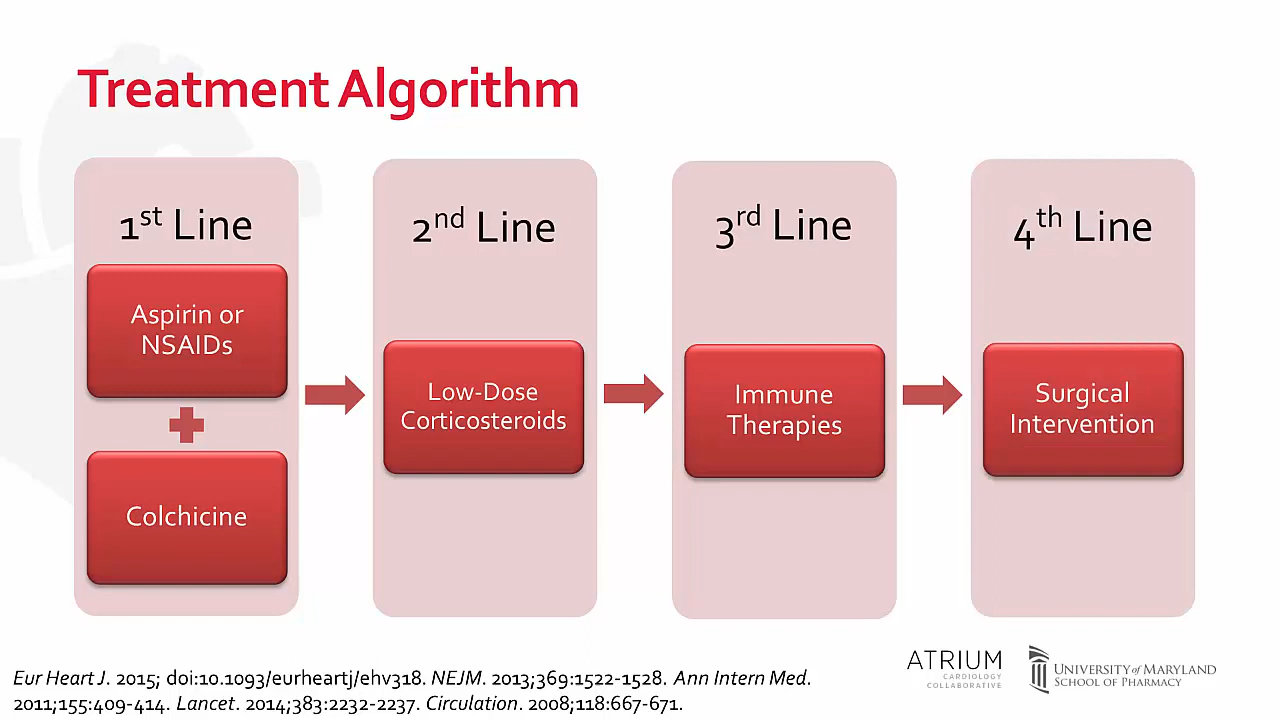 Treatment Algorithm
1st Line
Aspirin or
NSAIDs
Colchicine
2nd Line
Low-Dose
Corticosteroids
3rd Line
Immune
Therapies
4th Line
Surgical
Intervention
Eur Heart J. 2015; doi:10.1093/eurheartj/ehv318. NEJM. 2013;369:1522-1528. Ann Intern Med.
2011;155:409-414. Lancet. 2014;383:2232-2237. Circulation. 2008;118:667-671.
ATRIUM
CARDIOLOGY
COLLABORATIVE
UNIVERSITY of MARYLAND
SCHOOL OF PHARMACY